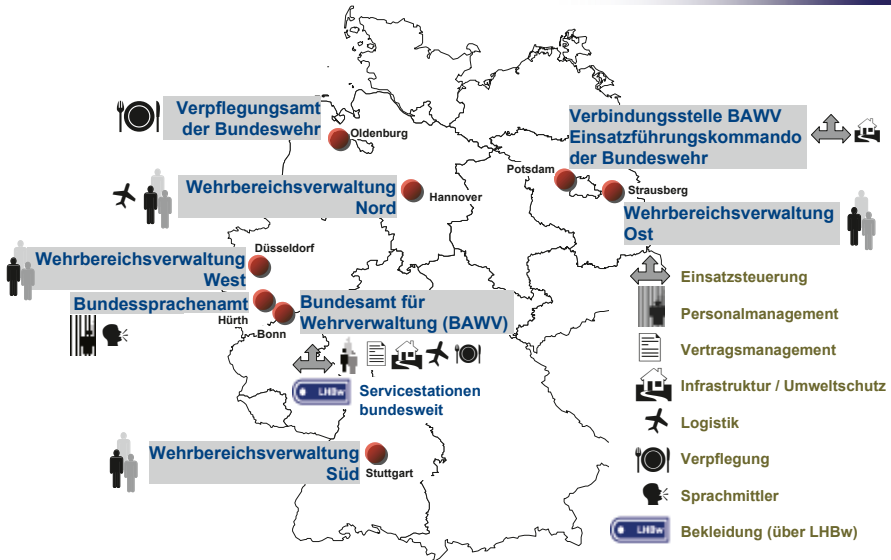 Verpflegungsamt
der Bundeswehr
Oldenburg
Verbindungsstelle BAWV
Einsatzführungskommando
der Bundeswehr
Potsdam
Strausberg
Wehrbereichsverwaltung
Nord
Hannover
Wehrbereichsverwaltung
Ost
Düsseldorf
Wehrbereichsverwaltung
West
Bundessprachenamt
Hürth
Bonn
Bundesamt für
Wehrverwaltung (BAWV)
LHBw
Servicestationen
bundesweit
Wehrbereichsverwaltung
Süd
Stuttgart
Einsatzsteuerung
Personalmanagement
Vertragsmanagement
Infrastruktur / Umweltschutz
Logistik
Verpflegung
Sprachmittler
LHBw
Bekleidung (über LHBw)